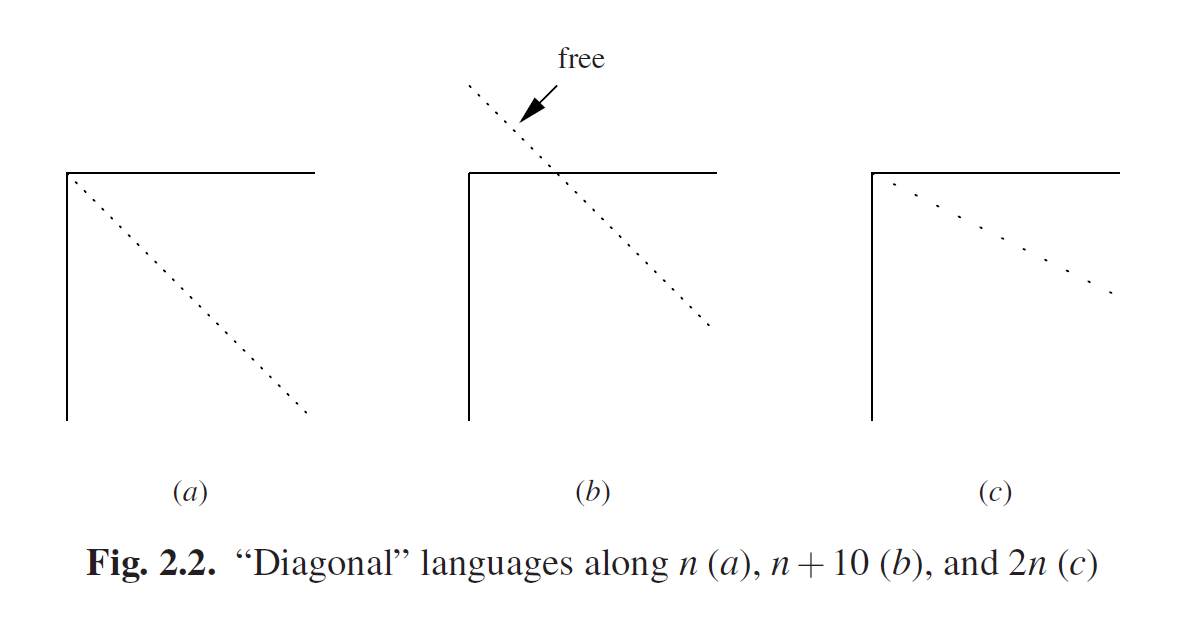 free
(a)
(b)
(c)
Fig. 2.2. “Diagonal” languages along n (a), n + 10 (b), and 2n (c)